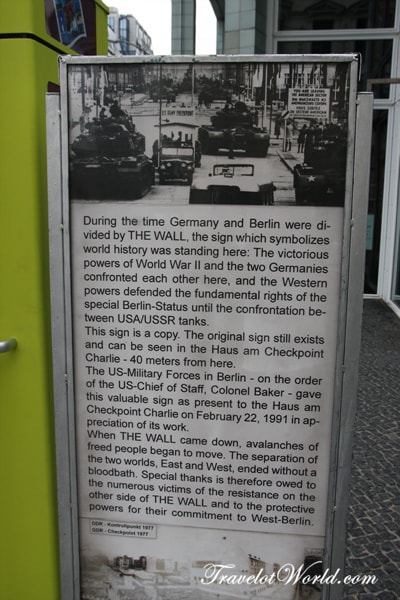 YOU ARE LEAVING
THE AMERICAN SECTOR
During the time Germany and Berlin were di-
vided by THE WALL, the sign which symbolizes
world history was standing here: The victorious
powers of World War II and the two Germanies
confronted each other here, and the Western
powers defended the fundamental rights of the
special Berlin-Status until the confrontation be-
tween USA/USSR tanks.
This sign is a copy. The original sign still exists
and can be seen in the Haus am Checkpoint
Charlie - 40 meters from here.
The US-Military Forces in Berlin - on the order
of the US-Chief of Staff, Colonel Baker - gave
this valuable sign as present to the Haus am
Checkpoint Charlie on February 22, 1991 in ap-
preciation of its work.
When THE WALL came down, avalanches of
freed people began to move. The separation of
the two worlds, East and West, ended without a
bloodbath. Special thanks is therefore owed to
the numerous victims of the resistance on the
other side of THE WALL and to the protective
powers for their commitment to West-Berlin.
GDR - Kontrollpunkt 1977
GDR - Checkpoint 1977
TravelotWorld.com